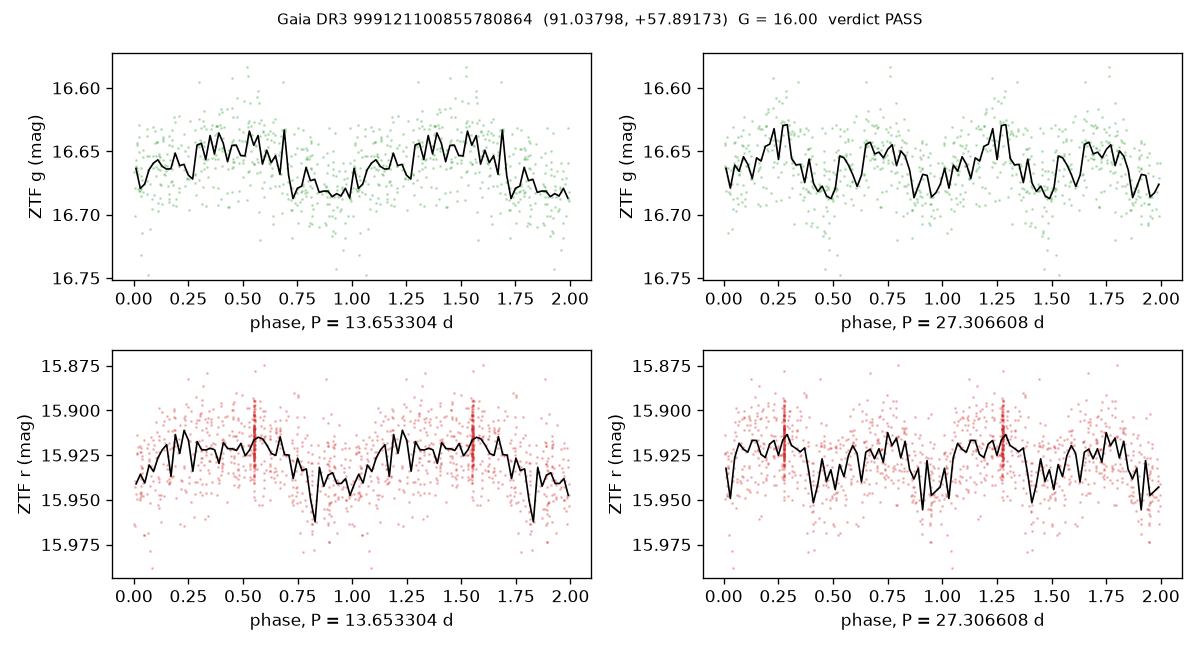 Gaia DR3 999121100855780864  (91.03798, +57.89173)  G = 16.00  verdict PASS
ZTF g (mag)
16.60
16.65
16.70
16.75
0.00 0.25 0.50 0.75 1.00 1.25 1.50 1.75 2.00
phase, P = 13.653304 d
ZTF g (mag)
16.60
16.65
16.70
16.75
0.00 0.25 0.50 0.75 1.00 1.25 1.50 1.75 2.00
phase, P = 27.306608 d
ZTF r (mag)
15.875
15.900
15.925
15.950
15.975
0.00 0.25 0.50 0.75 1.00 1.25 1.50 1.75 2.00
phase, P = 13.653304 d
ZTF r (mag)
15.875
15.900
15.925
15.950
15.975
0.00 0.25 0.50 0.75 1.00 1.25 1.50 1.75 2.00
phase, P = 27.306608 d